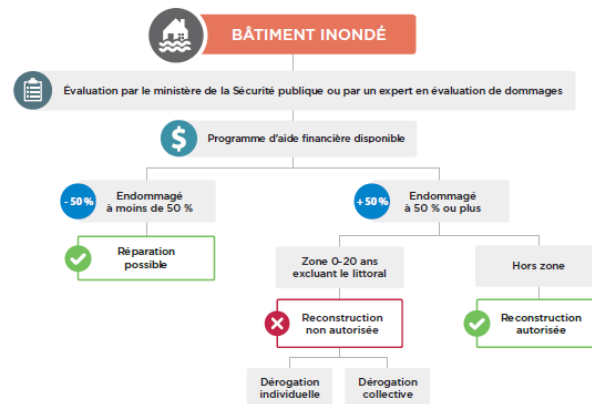 BÂTIMENT INONDÉ
Évaluation par le ministère de la Sécurité publique ou par un expert en évaluation de dommages
$
Programme d'aide financière disponible
- 50 %
Endommagé
à moins de 50 %
+ 50 %
Endommagé
à 50 % ou plus
Réparation
possible
Zone 0-20 ans
excluant le littoral
Hors zone
Reconstruction
non autorisée
Reconstruction
autorisée
Dérogation
individuelle
Dérogation
collective